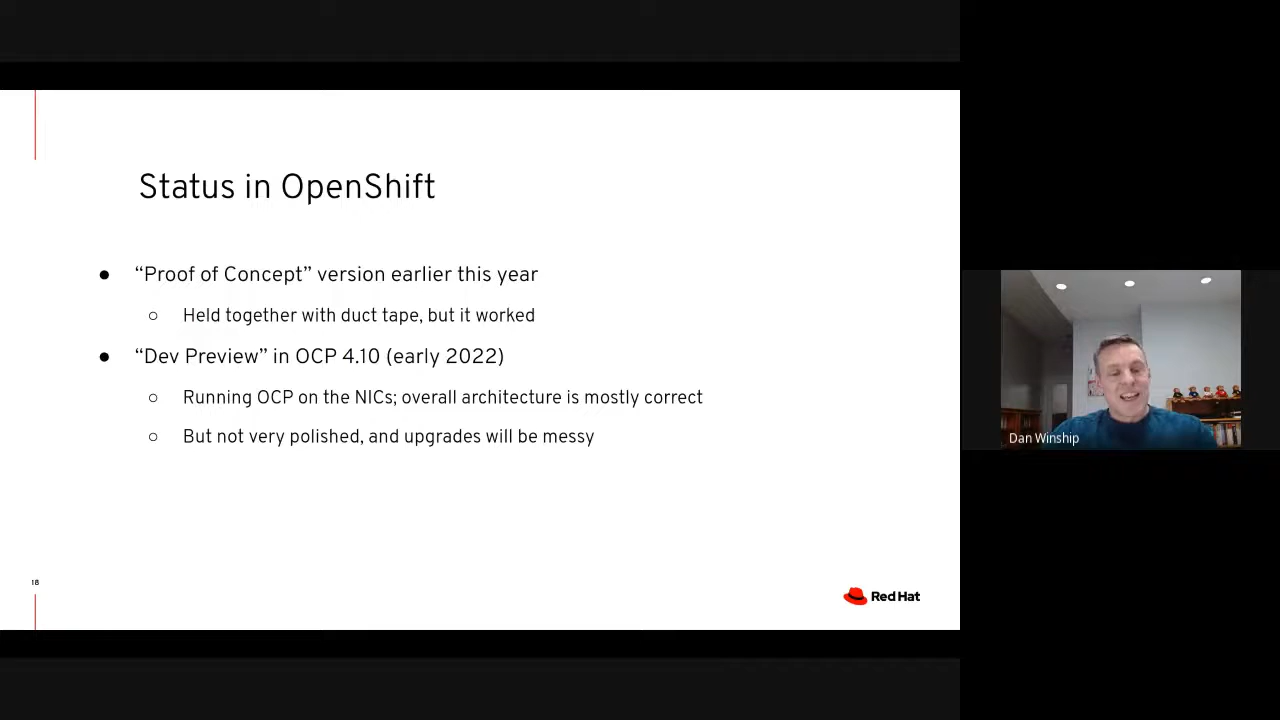 Status in OpenShift
● “Proof of Concept” version earlier this year
○ Held together with duct tape, but it worked
● “Dev Preview” in OCP 4.10 (early 2022)
○ Running OCP on the NICs; overall architecture is mostly correct
○ But not very polished, and upgrades will be messy
18
Red Hat
Dan Winship